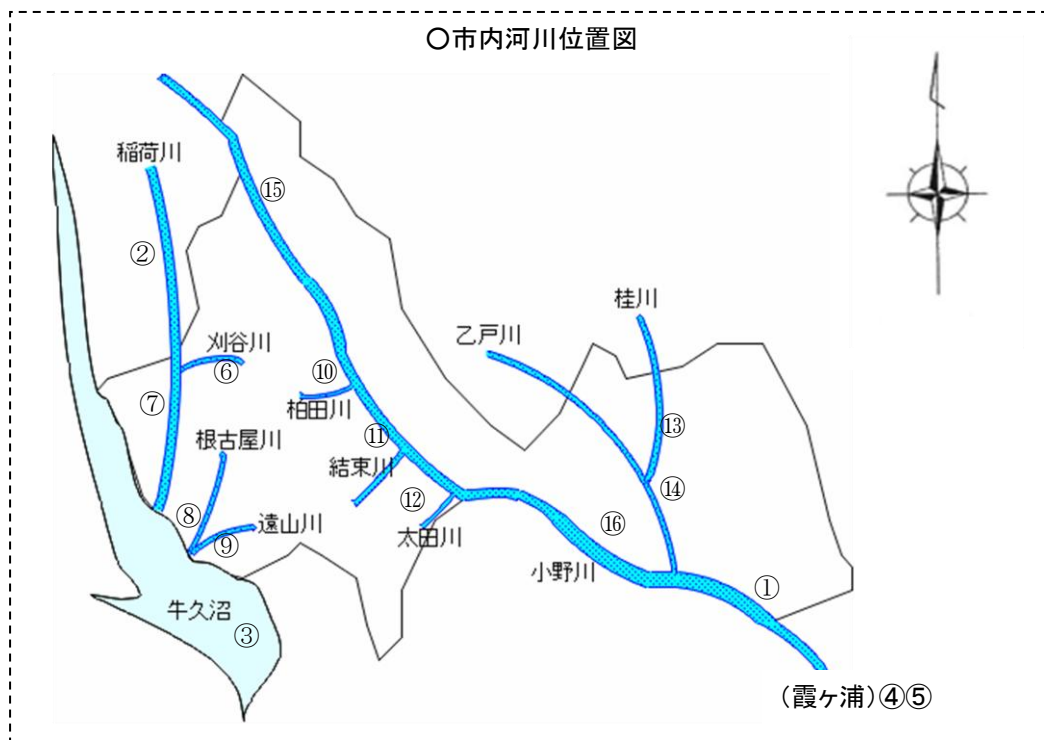 〇市内河川位置図
稲荷川
⑮
②
桂川
乙戸川
刈谷川
⑥
⑩
⑦
柏田川
⑬
⑪
根古屋川
結束川
⑭
⑫
⑧
⑯
遠山川
⑨
太田川
小野川
①
牛久沼
③
(霞ヶ浦)④⑤